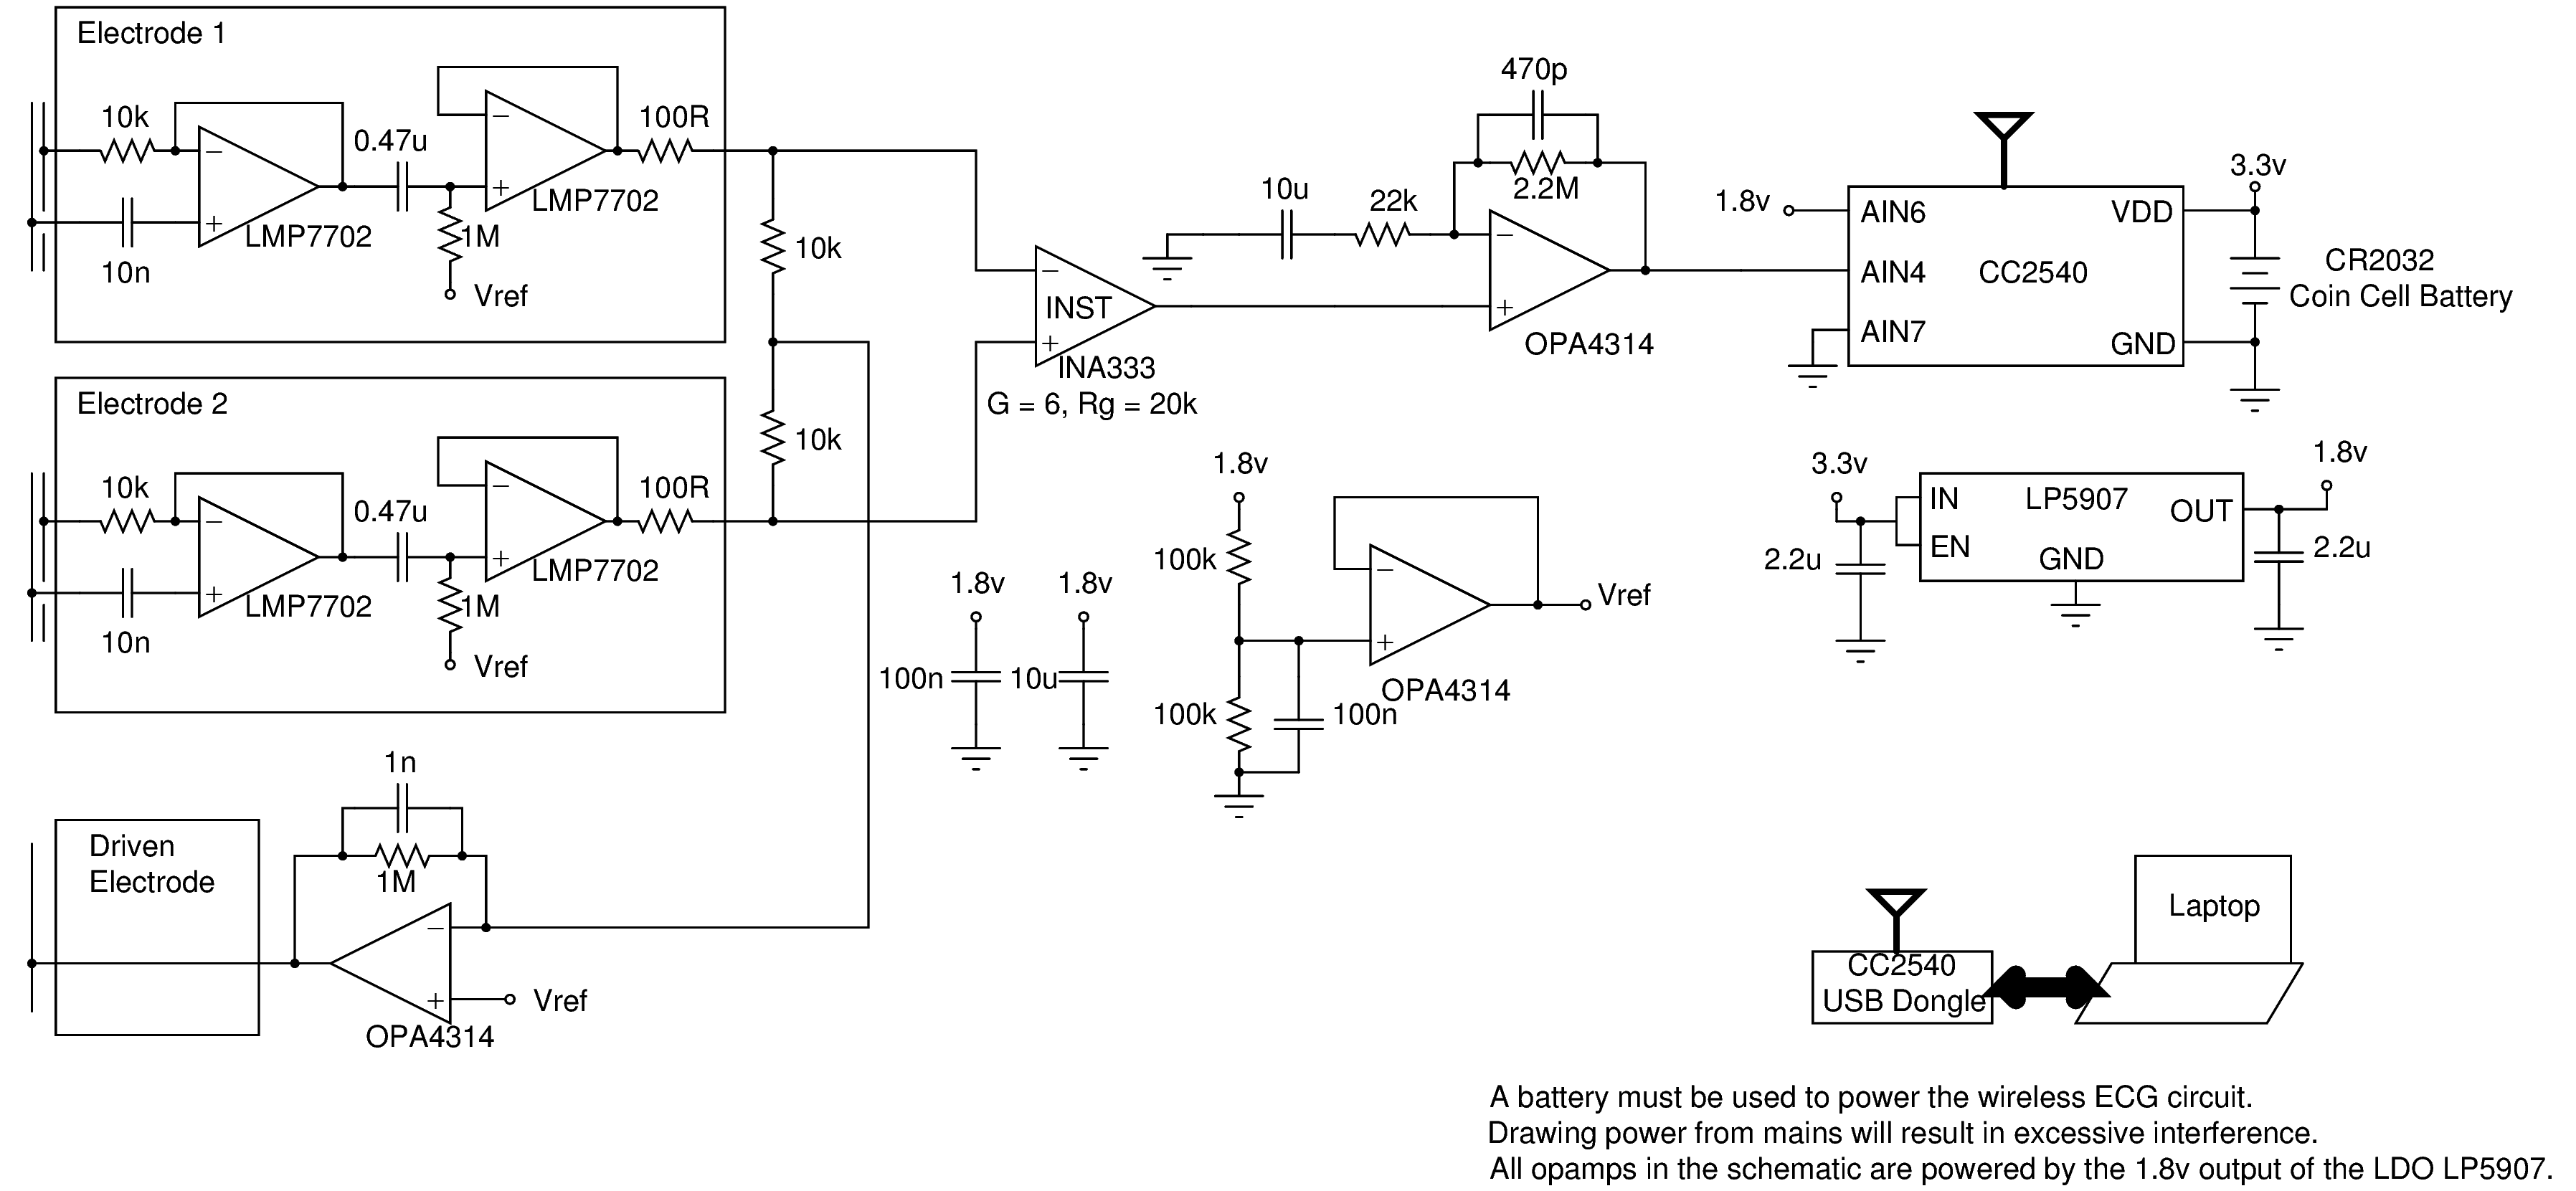 Electrode 1
10k
10n
LMP7702
0.47u
1M
Vref
LMP7702
100R
Electrode 2
10k
10n
LMP7702
0.47u
1M
Vref
LMP7702
100R
10k
10k
Driven
Electrode
1n
1M
OPA4314
Vref
INST
INA333
G = 6, Rg = 20k
10u
22k
470p
2.2M
OPA4314
1.8v
AIN6
AIN4
AIN7
CC2540
VDD
GND
3.3v
CR2032
Coin Cell Battery
1.8v
100n
1.8v
10u
1.8v
100k
100k
100n
OPA4314
Vref
3.3v
2.2u
IN
EN
LP5907
GND
OUT
1.8v
2.2u
CC2540
USB Dongle
Laptop
A battery must be used to power the wireless ECG circuit.
Drawing power from mains will result in excessive interference.
All opamps in the schematic are powered by the 1.8v output of the LDO LP5907.